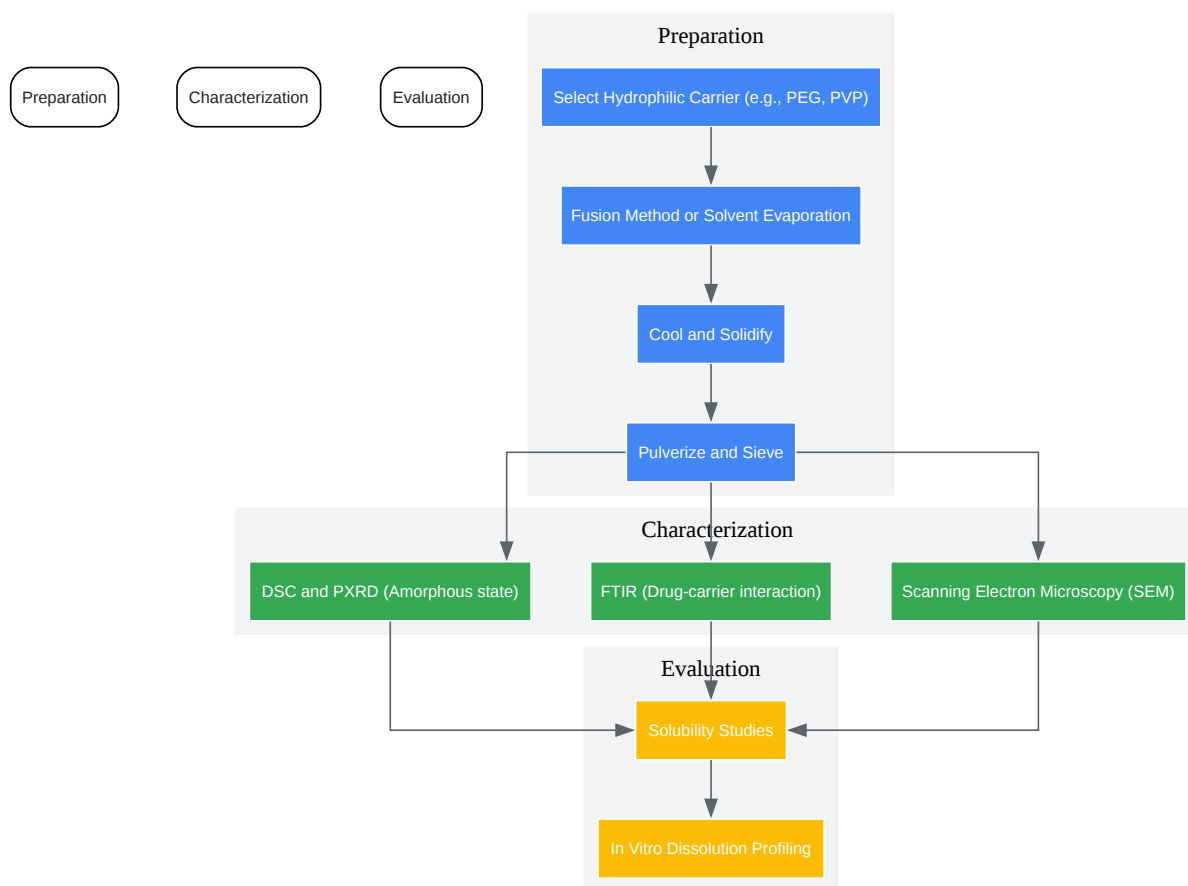 Preparation
Preparation
Characterization
Evaluation
Select Hydrophilic Carrier (e.g., PEG, PVP)
Fusion Method or Solvent Evaporation
Cool and Solidify
Pulverize and Sieve
Characterization
DSC and PXRD (Amorphous state)
FTIR (Drug-carrier interaction)
Scanning Electron Microscopy (SEM)
Evaluation
Solubility Studies
In Vitro Dissolution Profiling